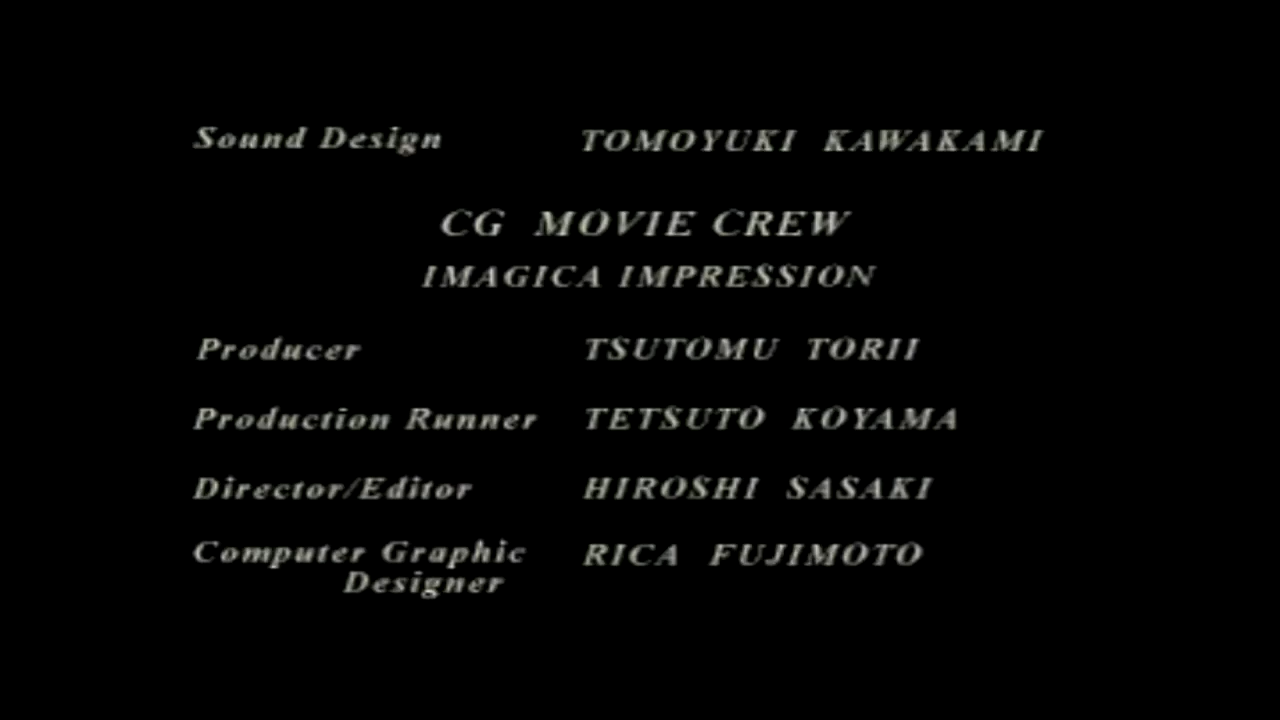 Sound Design TOMOYUKI KAWAKAMI
CG MOVIE CREW
IMAGICA IMPRESSION
Producer TSUTOMU TORII
Production Runner TETSUTO KOYAMA
Director/Editor HIROSHI SASAKI
Computer Graphic RICA FUJIMOTO
Designer